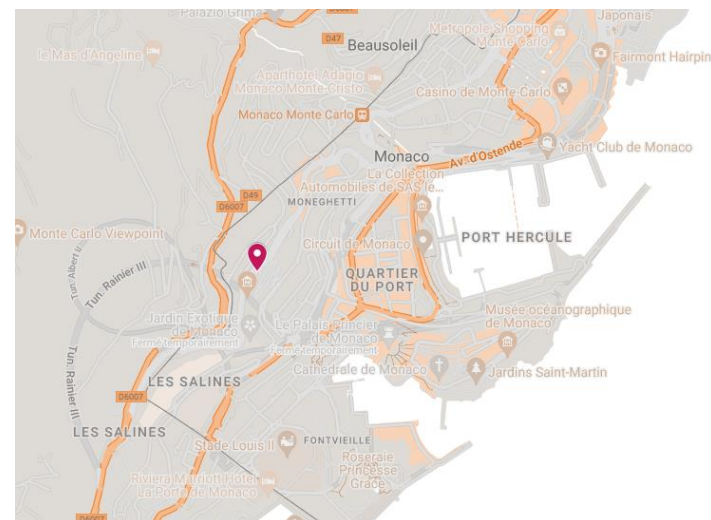 Palazzo Grima
D6007
Japonais
D47
Metropole Shopping
Monte-Carlo
Beausoleil
le Mas d'Angeline
Fairmont Hairpin
Aparthotel Adagio
Monaco Monte-Cristo
Casino de Monte-Carlo
Monaco Monte Carlo
Av. d'Ostende
Yacht Club de Monaco
Monaco
La Collection
Automobiles de SAS le...
D49
D6007
MONEGHETTI
Monte Carlo Viewpoint
Circuit de Monaco
PORT HERCULE
Tun. Albert Ir
Tun. Rainier III
QUARTIER
DU PORT
Musée océanographique
de Monaco
Jardin Exotique
de Monaco
Fermé temporairement
Le Palais Princier
de Monaco
Fermé temporairement
Tun. Rainier III
Cathédrale de Monaco
Jardins Saint-Martin
LES SALINES
D6007
LES SALINES
Stade Louis II
FONTVIEILLE
Roseraie
Princesse
Grace
Riviera Marriott Hotel
La Porte de Monaco
D6007